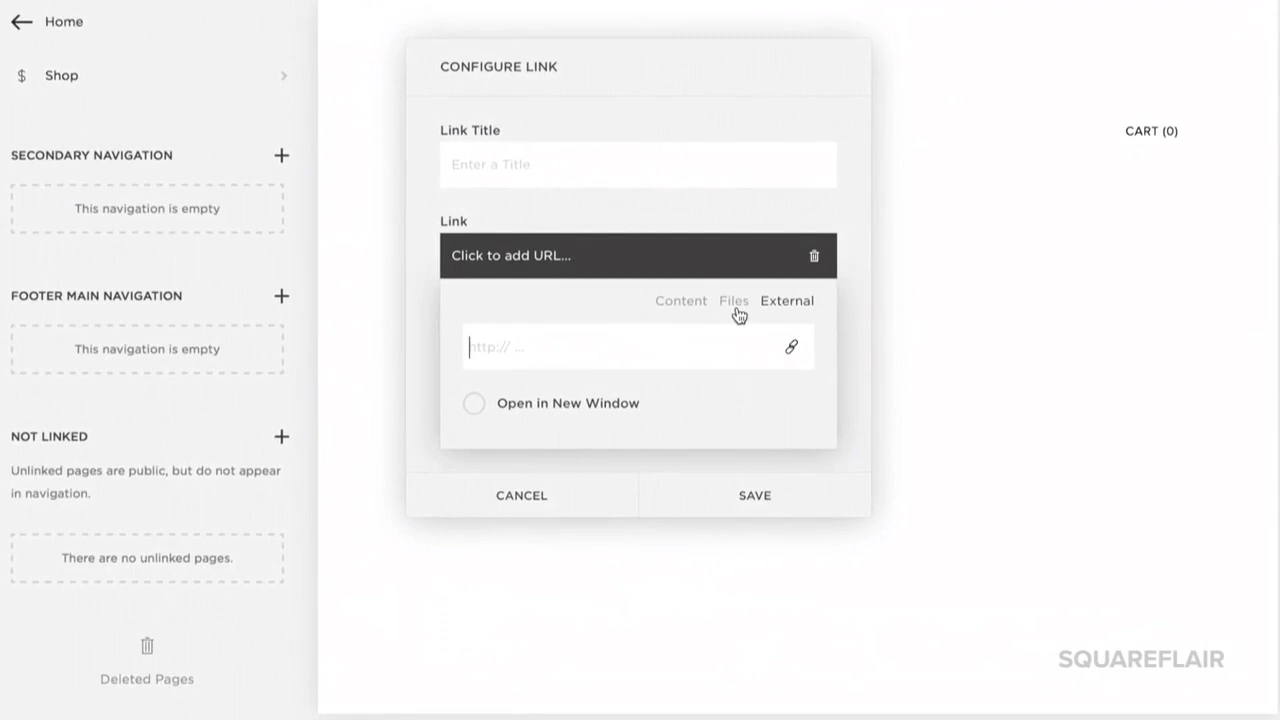 Home
$ Shop
SECONDARY NAVIGATION
This navigation is empty
FOOTER MAIN NAVIGATION
This navigation is empty
NOT LINKED
Unlinked pages are public, but do not appear
in navigation.
There are no unlinked pages.
Deleted Pages
CONFIGURE LINK
Link Title
Enter a Title
Link
Click to add URL...
Content Files External
http:// ...
Open in New Window
CANCEL SAVE
CART (0)
SQUAREFLAIR